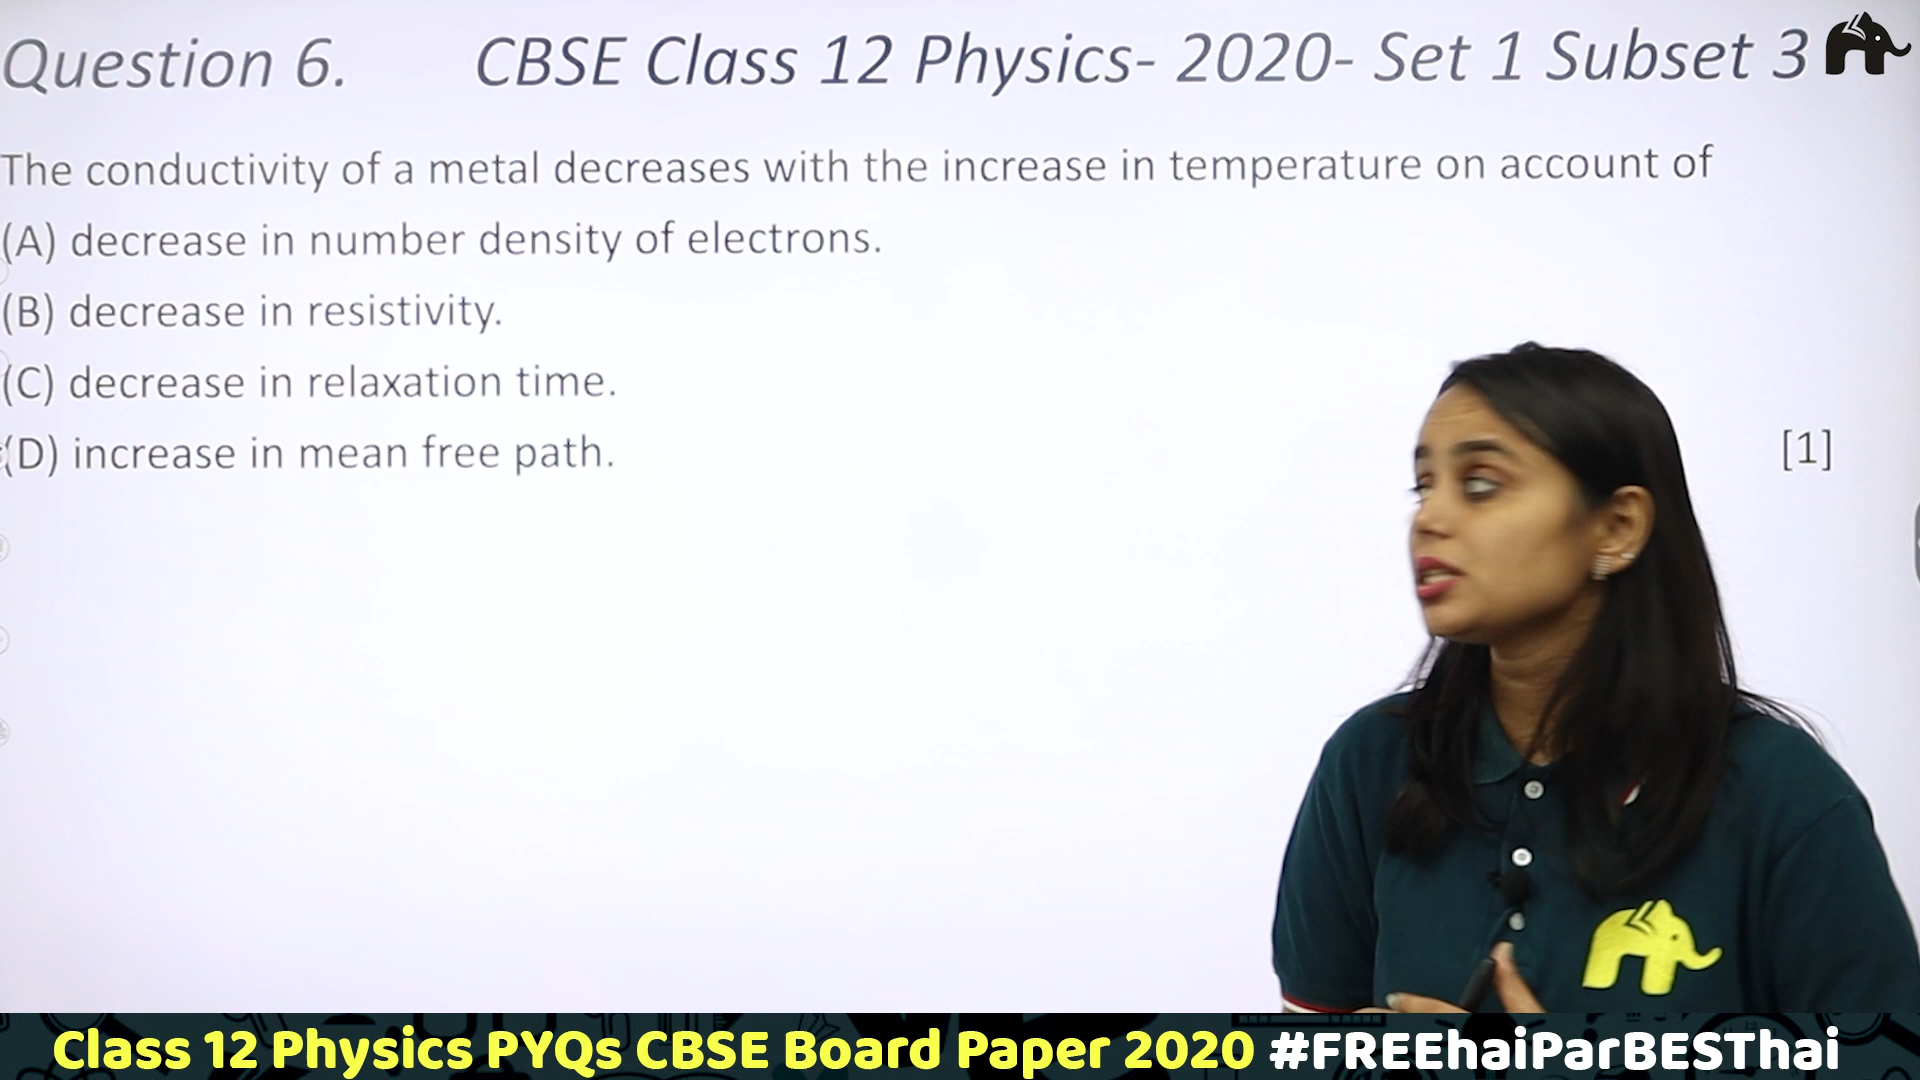 Question 6. CBSE Class 12 Physics- 2020- Set 1 Subset 3
The conductivity of a metal decreases with the increase in temperature on account of
(A) decrease in number density of electrons.
(B) decrease in resistivity.
(C) decrease in relaxation time.
(D) increase in mean free path.
[1]
Class 12 Physics PYQs CBSE Board Paper 2020 #FREEhaiParBESThai